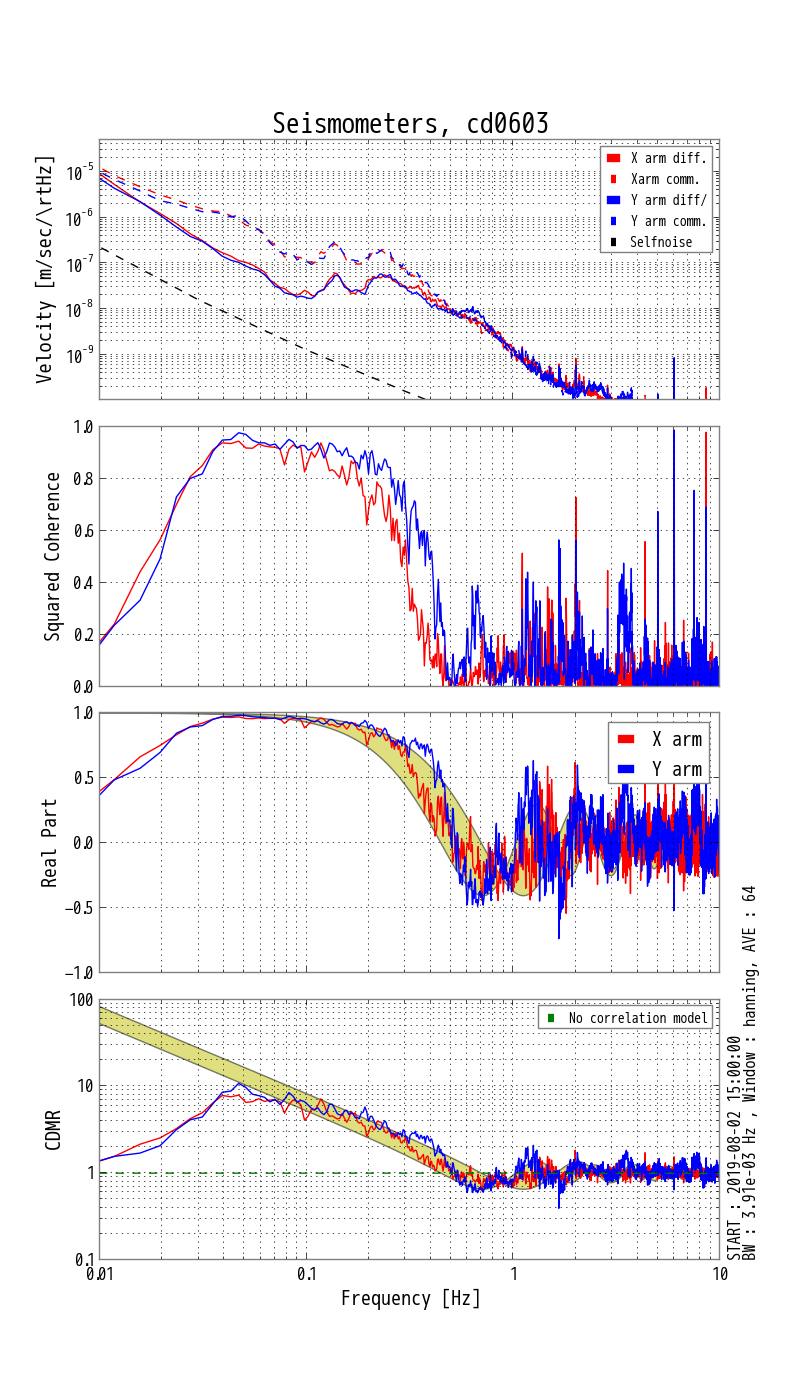 Seismometers, cd0603
Velocity [m/sec/\rtHz]
10^-5
10^-6
10^-7
10^-8
10^-9
X arm diff.
Xarm comm.
Y arm diff/
Y arm comm.
Selfnoise
Squared Coherence
1.0
0.8
0.6
0.4
0.2
0.0
Real Part
1.0
0.5
0.0
−0.5
−1.0
X arm
Y arm
CDMR
100
10
1
0.1
No correlation model
0.01
0.1
1
10
Frequency [Hz]
START : 2019-08-02 15:00:00
BW : 3.91e-03 Hz , Window : hanning, AVE : 64